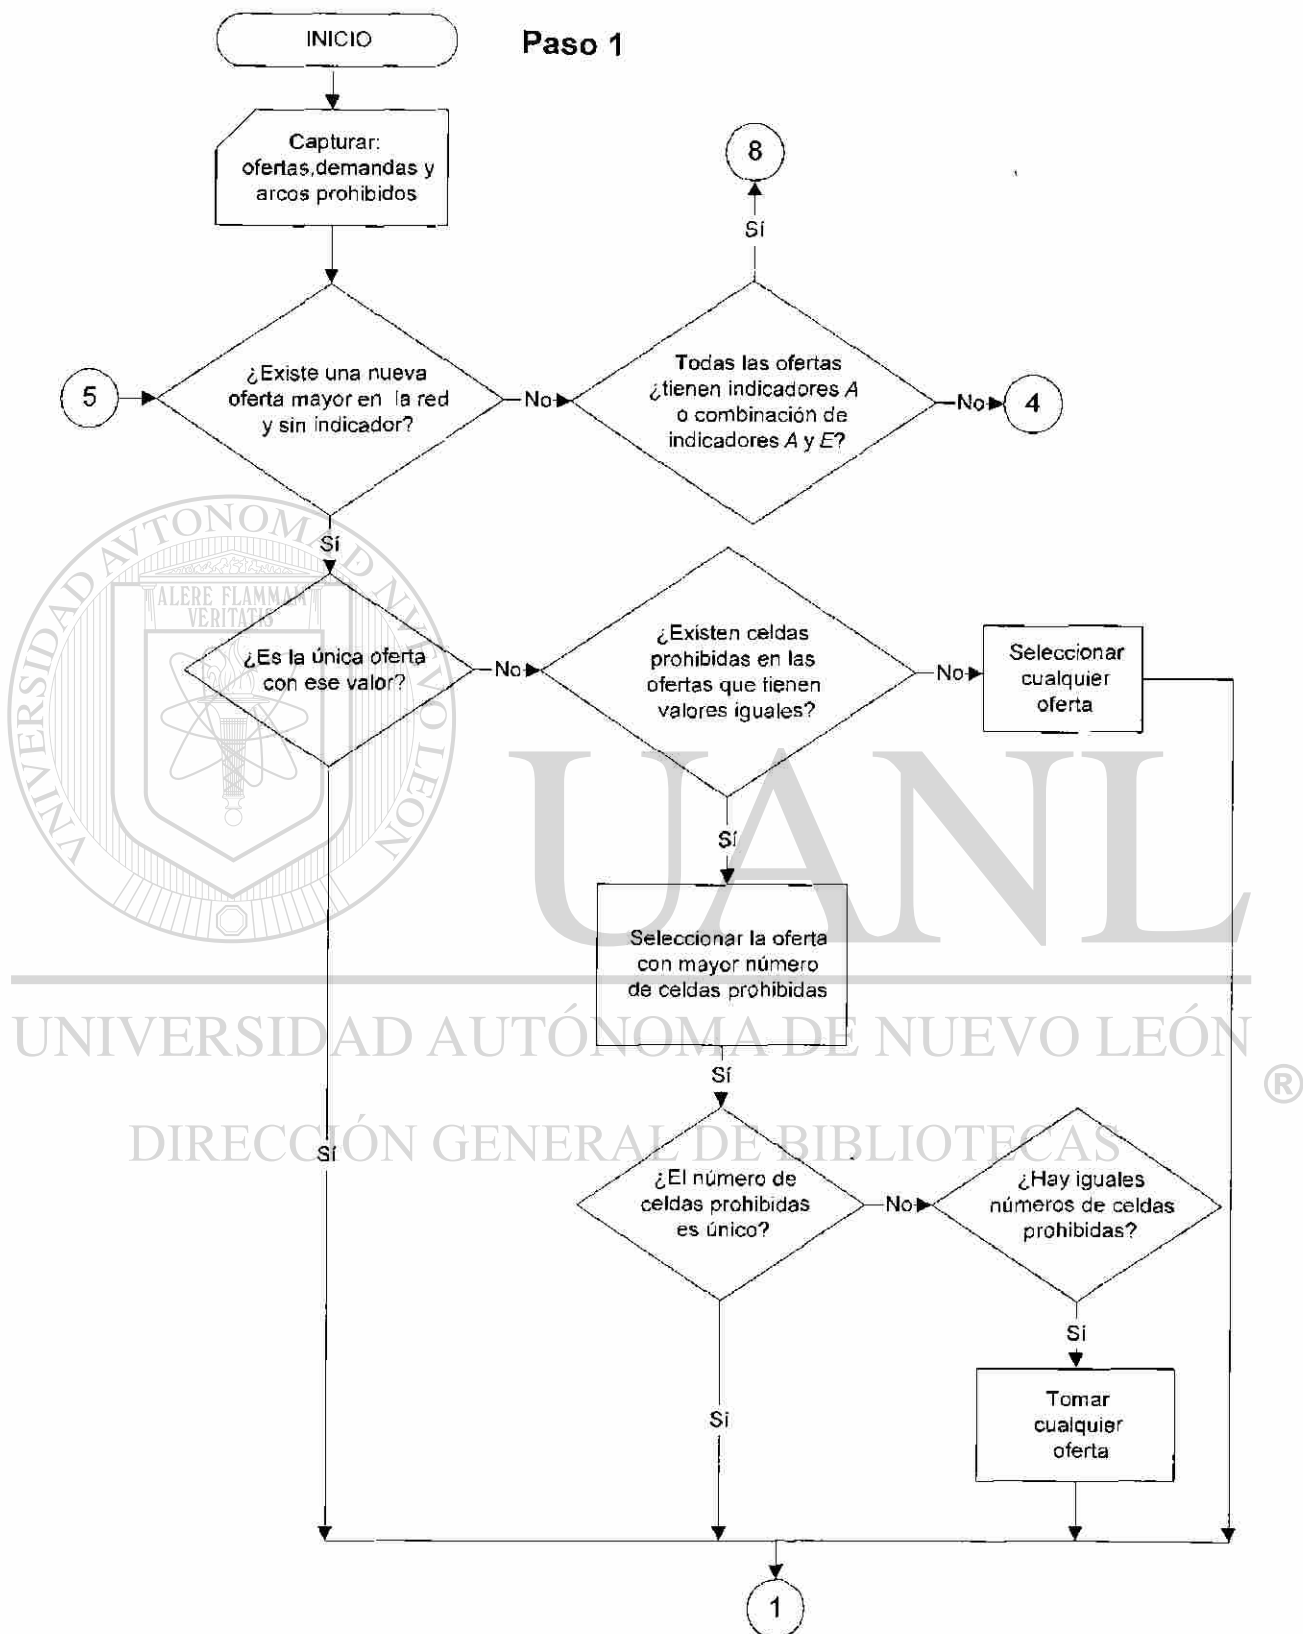 INICIO
Paso 1
Capturar:
ofertas,demandas y
arcos prohibidos
8
Sí
5
¿Existe una nueva
oferta mayor en la red
y sin indicador?
No
Todas las ofertas
¿tienen indicadores A
o combinación de
indicadores A y E?
No
4
Sí
¿Es la única oferta
con ese valor?
No
¿Existen celdas
prohibidas en las
ofertas que tienen
valores iguales?
No
Seleccionar
cualquier
oferta
Sí
Seleccionar la oferta
con mayor número
de celdas prohibidas
Sí
Sí
¿El número de
celdas prohibidas
es único?
No
¿Hay iguales
números de celdas
prohibidas?
Sí
Sí
Tomar
cualquier
oferta
1
UNIVERSIDAD AVTONOMA DE NVEVO LEON
ALERE FLAMMAM
VERITATIS
UANL
UNIVERSIDAD AUTÓNOMA DE NUEVO LEÓN
®
DIRECCIÓN GENERAL DE BIBLIOTECAS